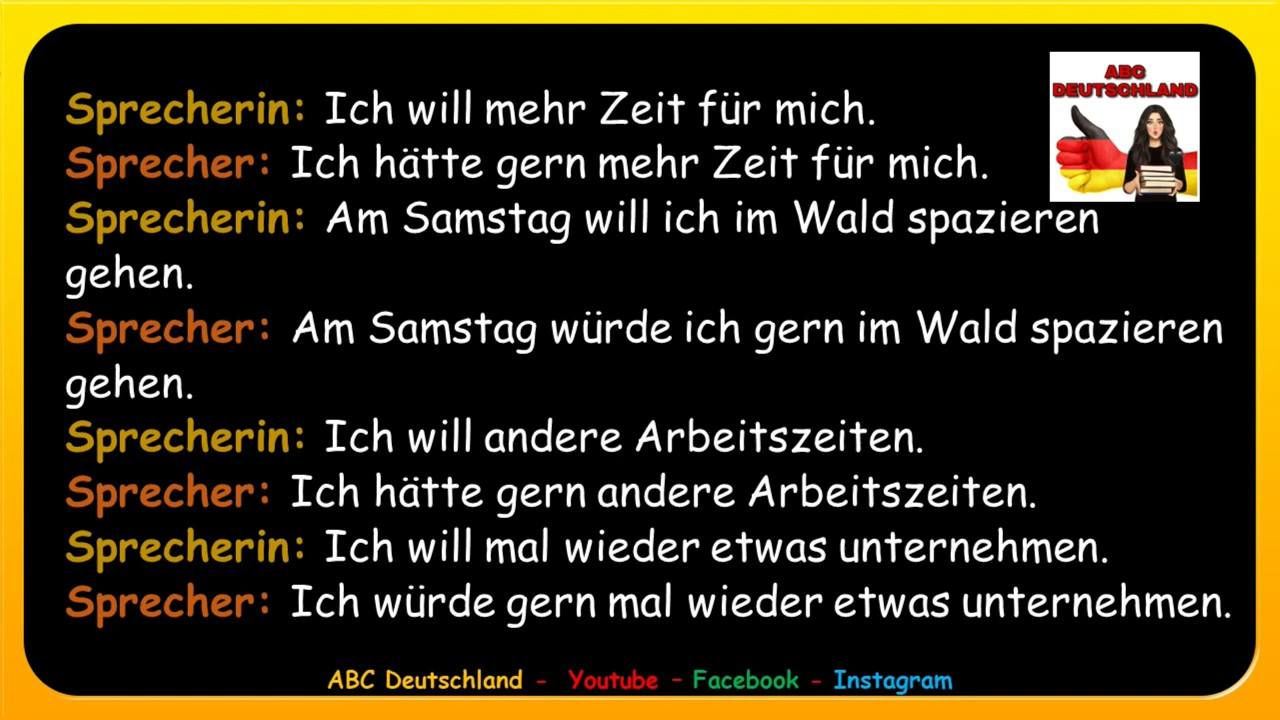 ABC
DEUTSCHLAND
Sprecherin: Ich will mehr Zeit für mich.
Sprecher: Ich hätte gern mehr Zeit für mich.
Sprecherin: Am Samstag will ich im Wald spazieren
gehen.
Sprecher: Am Samstag würde ich gern im Wald spazieren
gehen.
Sprecherin: Ich will andere Arbeitszeiten.
Sprecher: Ich hätte gern andere Arbeitszeiten.
Sprecherin: Ich will mal wieder etwas unternehmen.
Sprecher: Ich würde gern mal wieder etwas unternehmen.
ABC Deutschland - Youtube - Facebook - Instagram